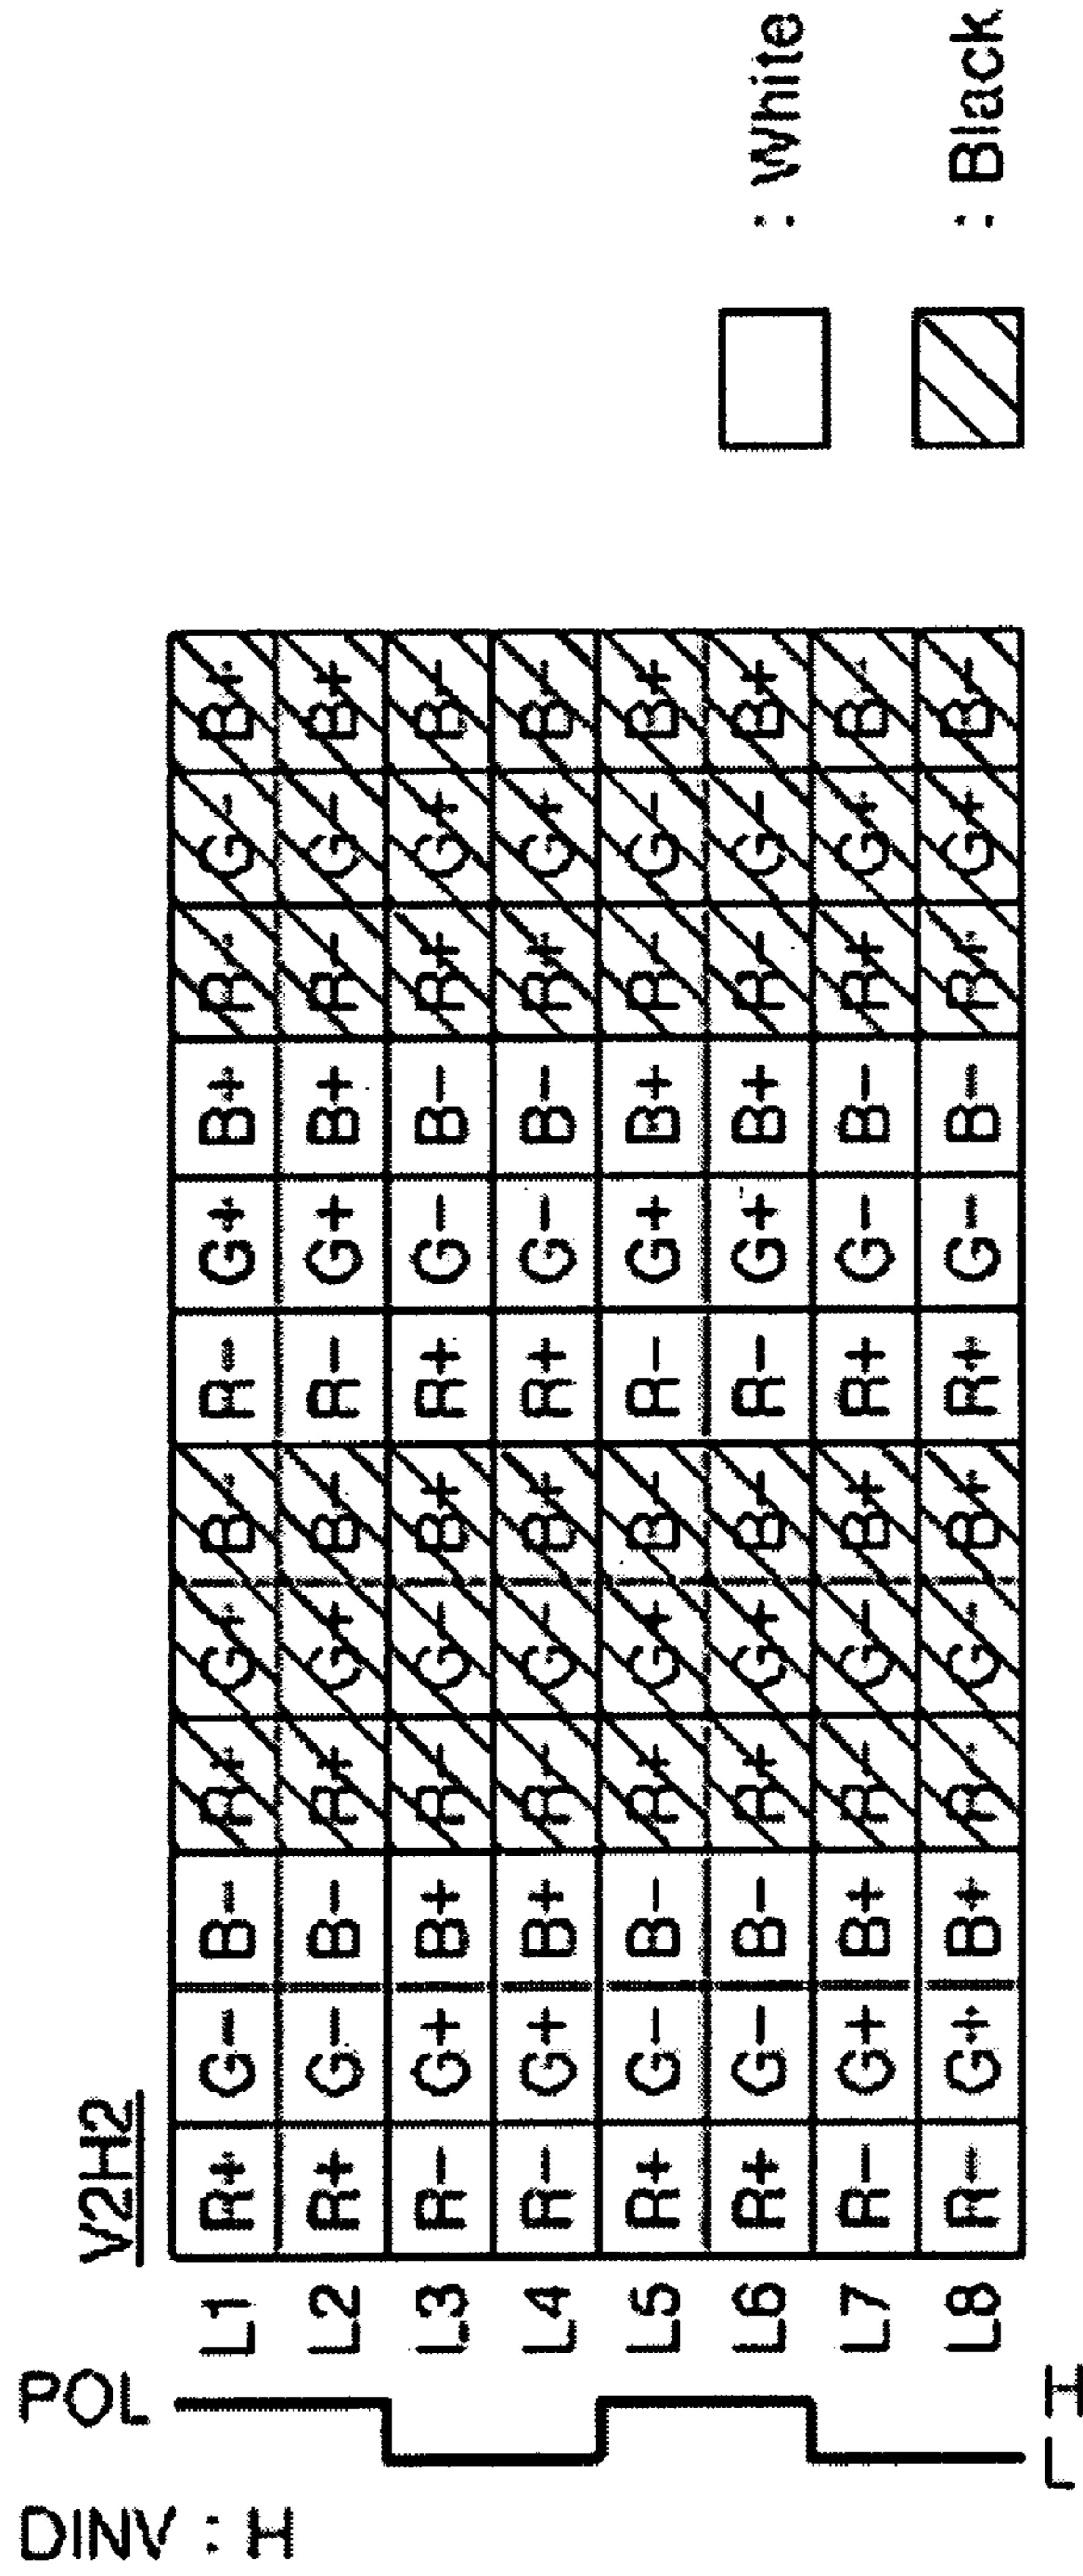 DINV : H
POL
V2H2
L1 R+ G- B- R+ G+ B- R- G+ B+ R- G- B+
L2 R+ G- B- R+ G+ B- R- G+ B+ R- G- B+
L3 R- G+ B+ R- G- B+ R+ G- B- R+ G+ B-
L4 R- G+ B+ R- G- B+ R+ G- B- R+ G+ B-
L5 R+ G- B- R+ G+ B- R- G+ B+ R- G- B+
L6 R+ G- B- R+ G+ B- R- G+ B+ R- G- B+
L7 R- G+ B+ R- G- B+ R+ G- B- R+ G+ B-
L8 R- G+ B+ R- G- B+ R+ G- B- R+ G+ B-
L H
: White
: Black